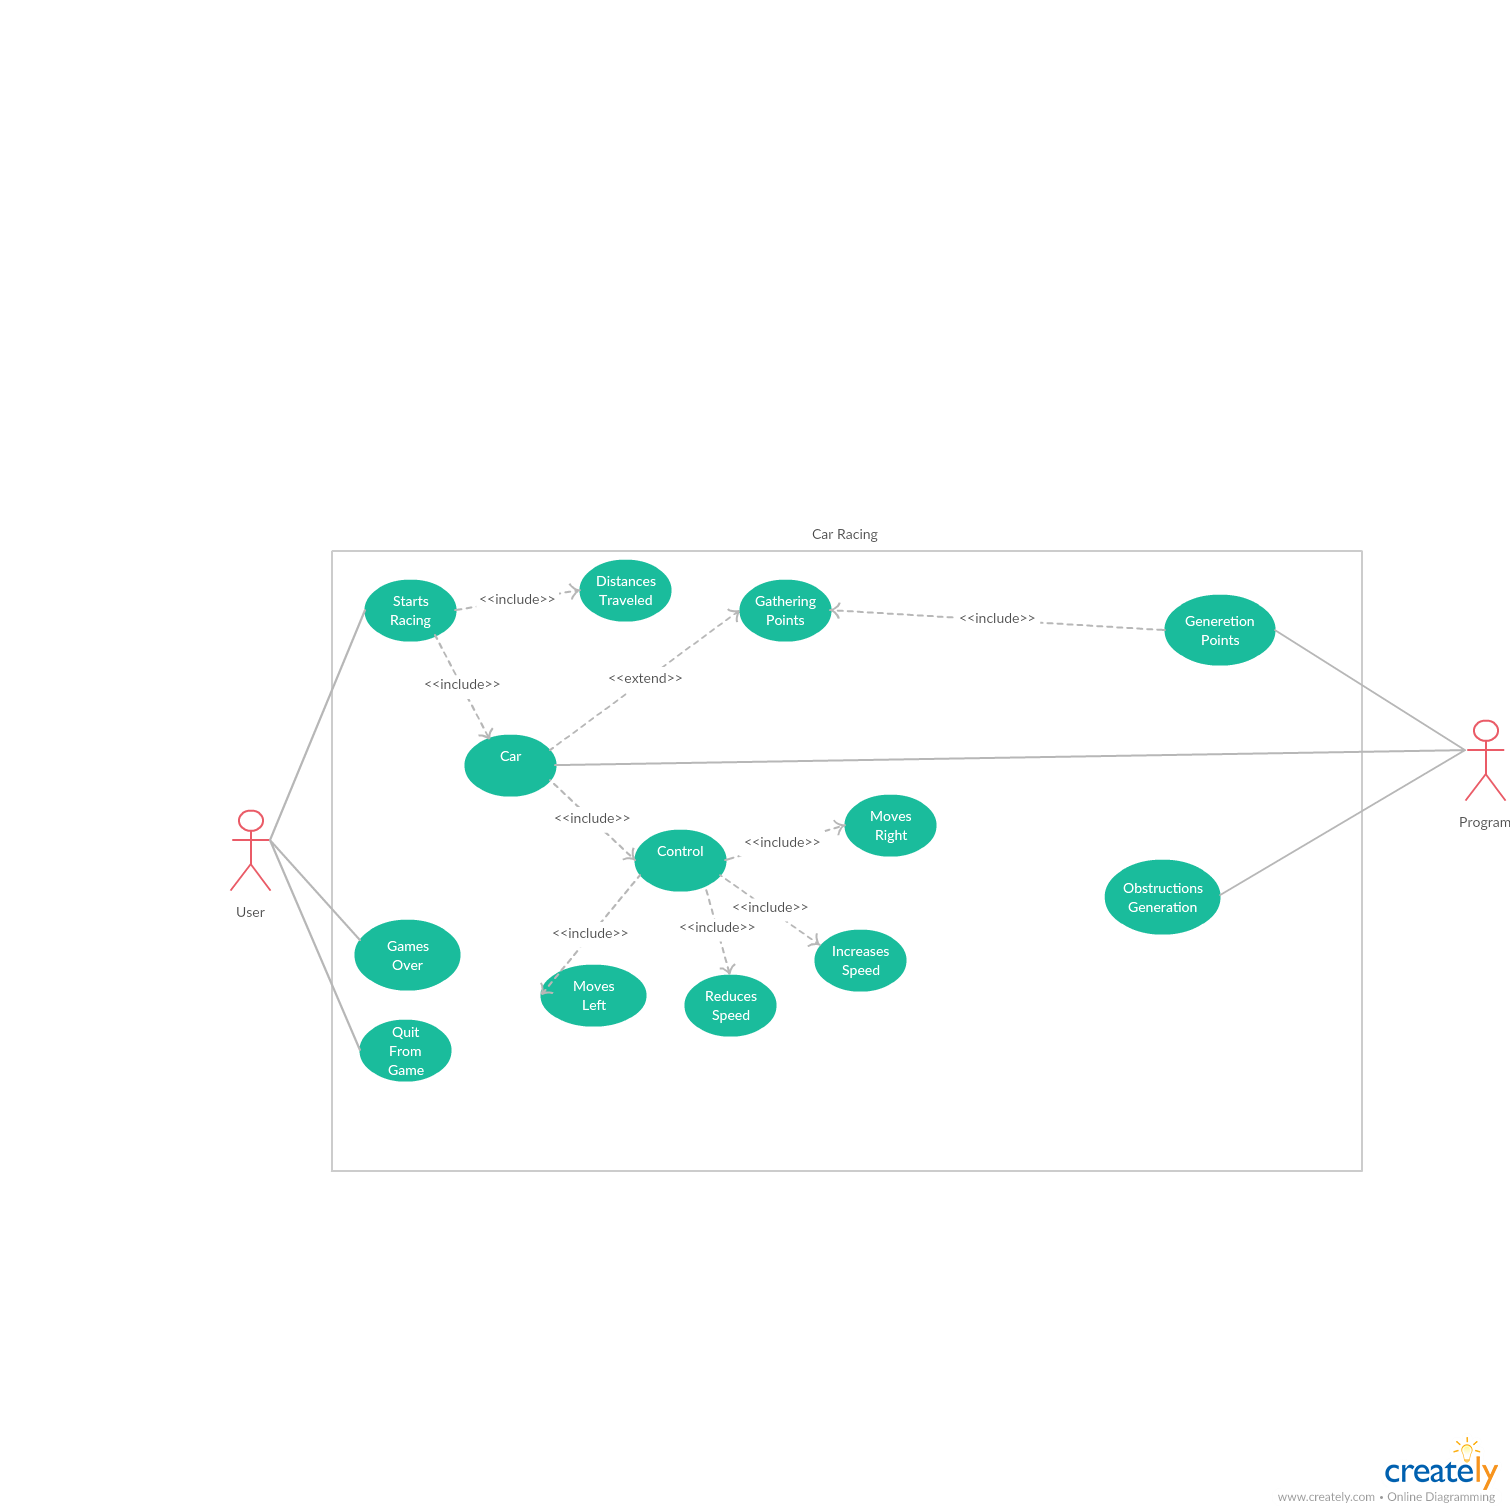 Car Racing
Starts
Racing
<<include>>
Distances
Traveled
Gathering
Points
<<include>>
Generetion
Points
<<include>>
<<extend>>
Car
<<include>>
Control
<<include>>
Moves
Right
Program
User
Obstructions
Generation
<<include>>
<<include>>
<<include>>
Games
Over
Increases
Speed
Moves
Left
Reduces
Speed
Quit
From
Game
creately
www.creately.com • Online Diagramming